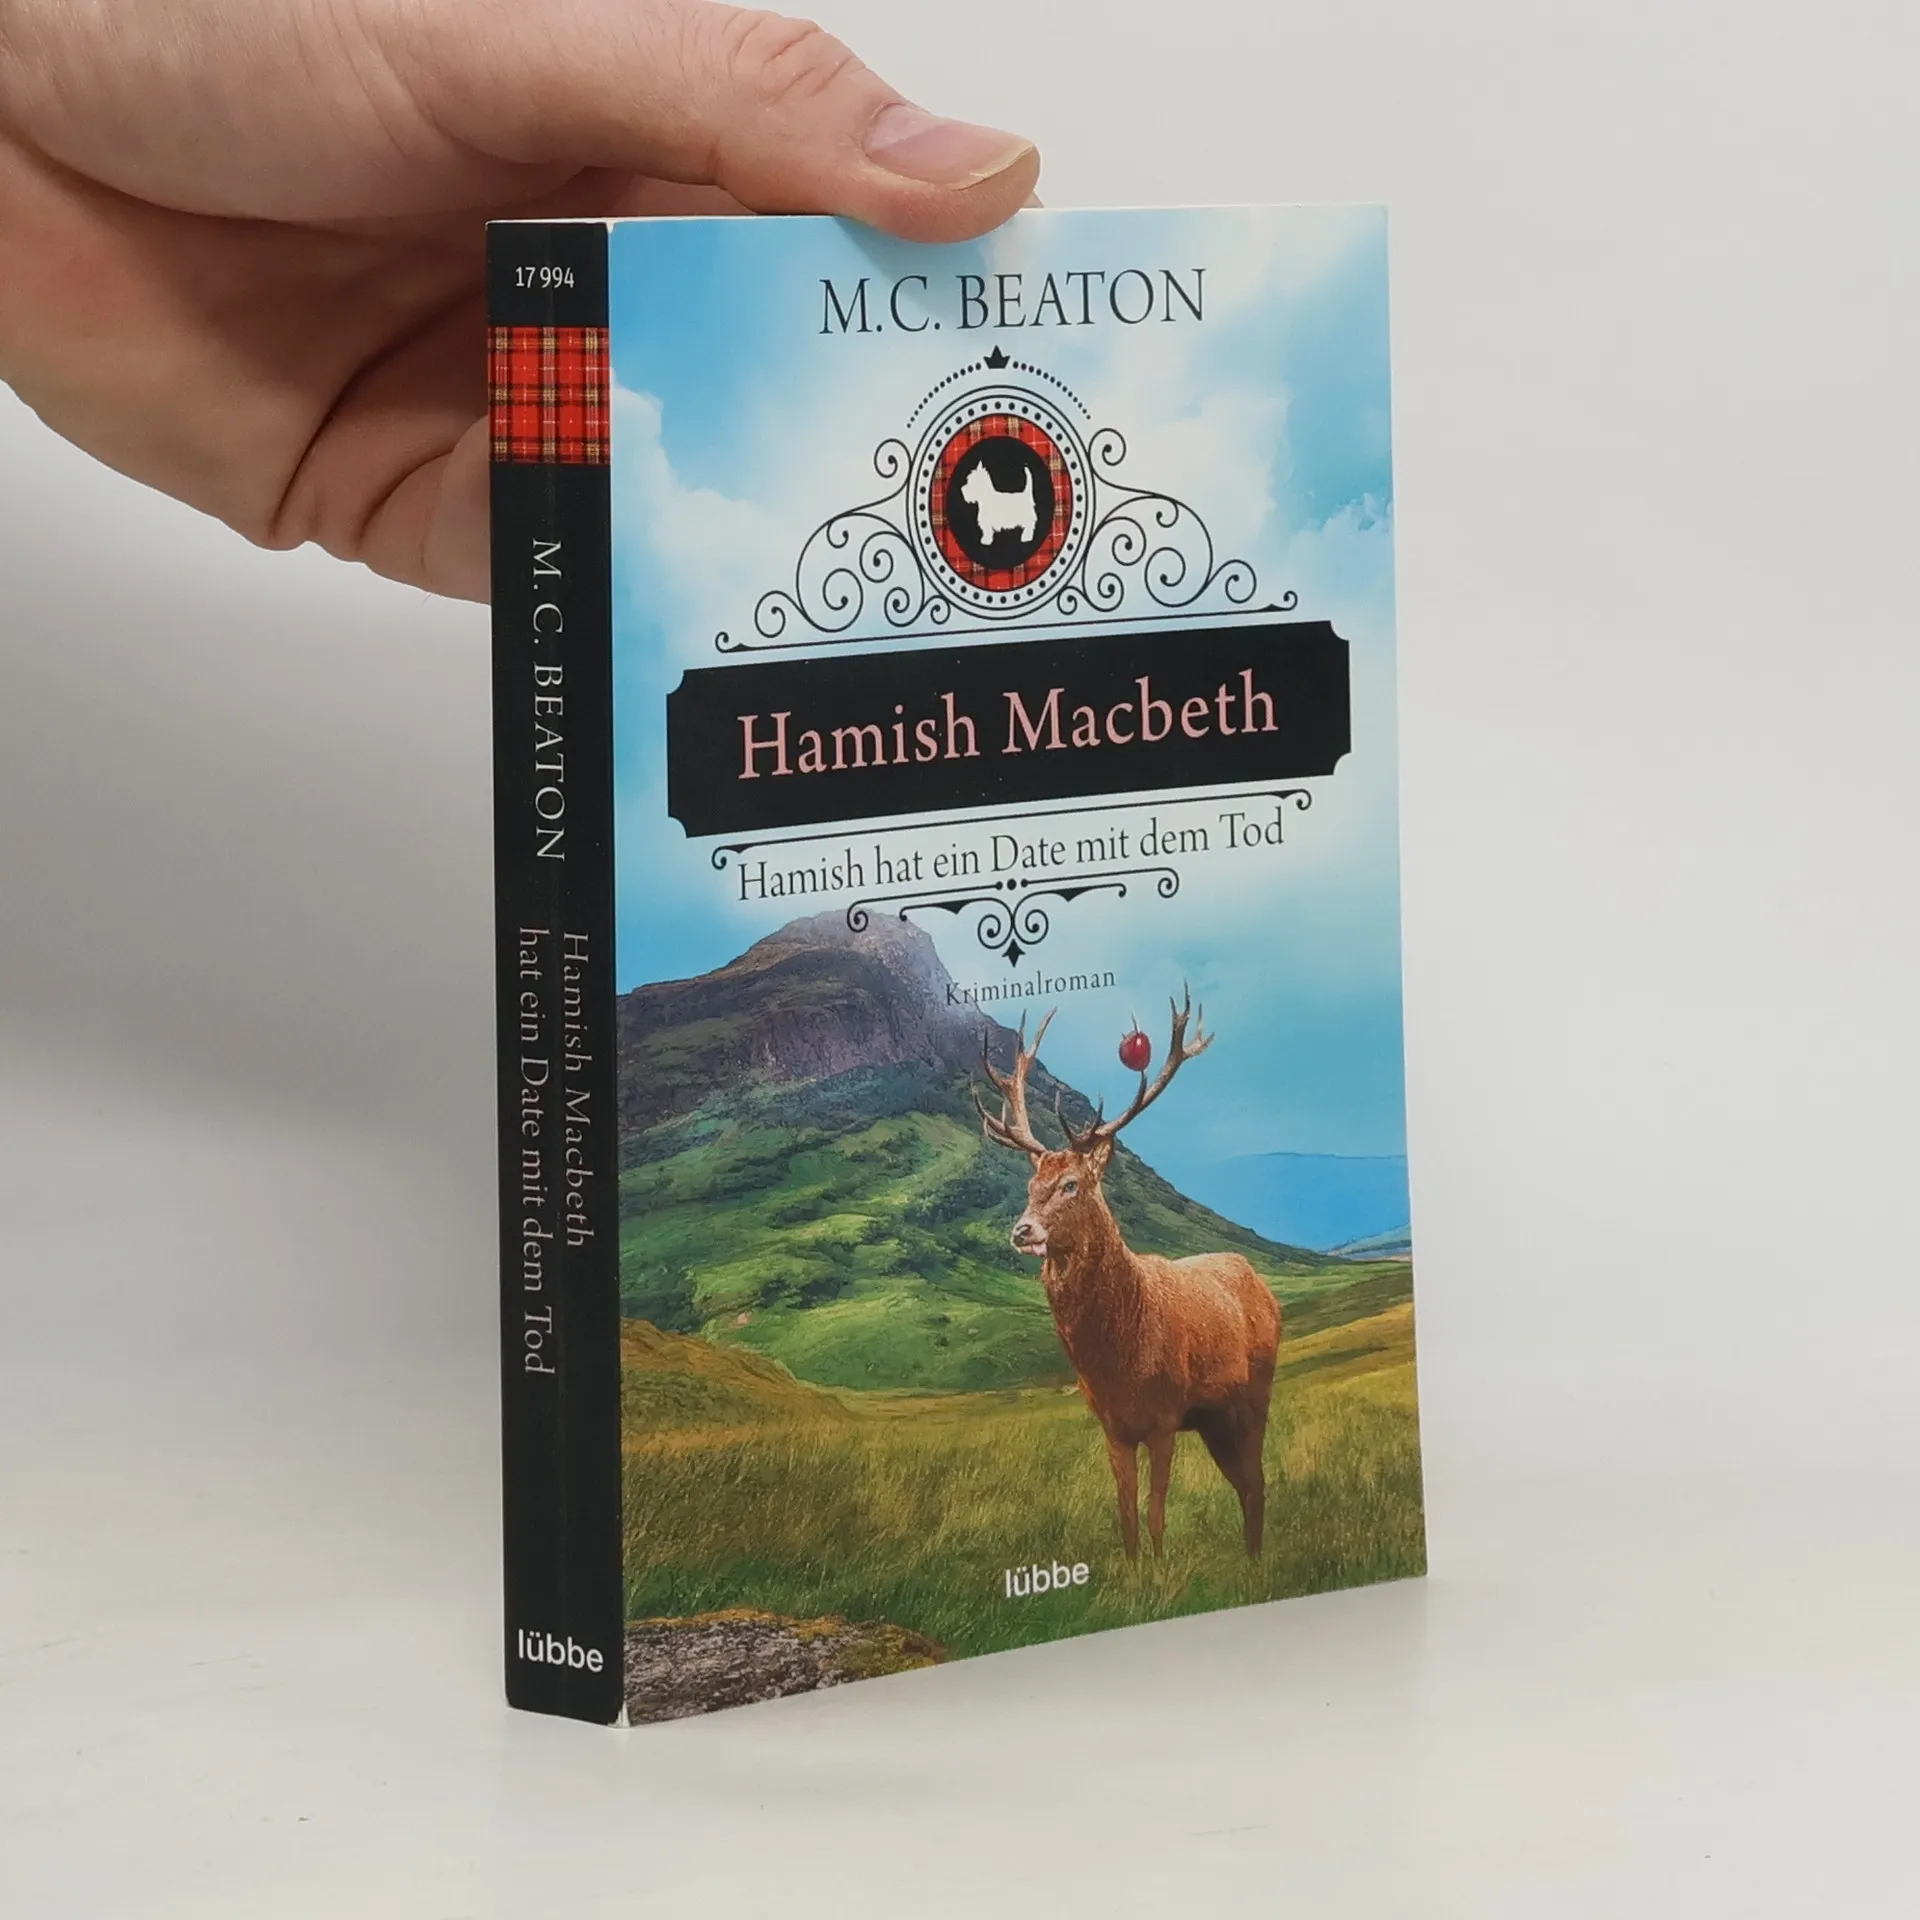 17 994
M. C. BEATON
Hamish Macbeth
hat ein Date mit dem Tod
lübbe
M.C. BEATON
Hamish Macbeth
Hamish hat ein Date mit dem Tod
Kriminalroman
lübbe